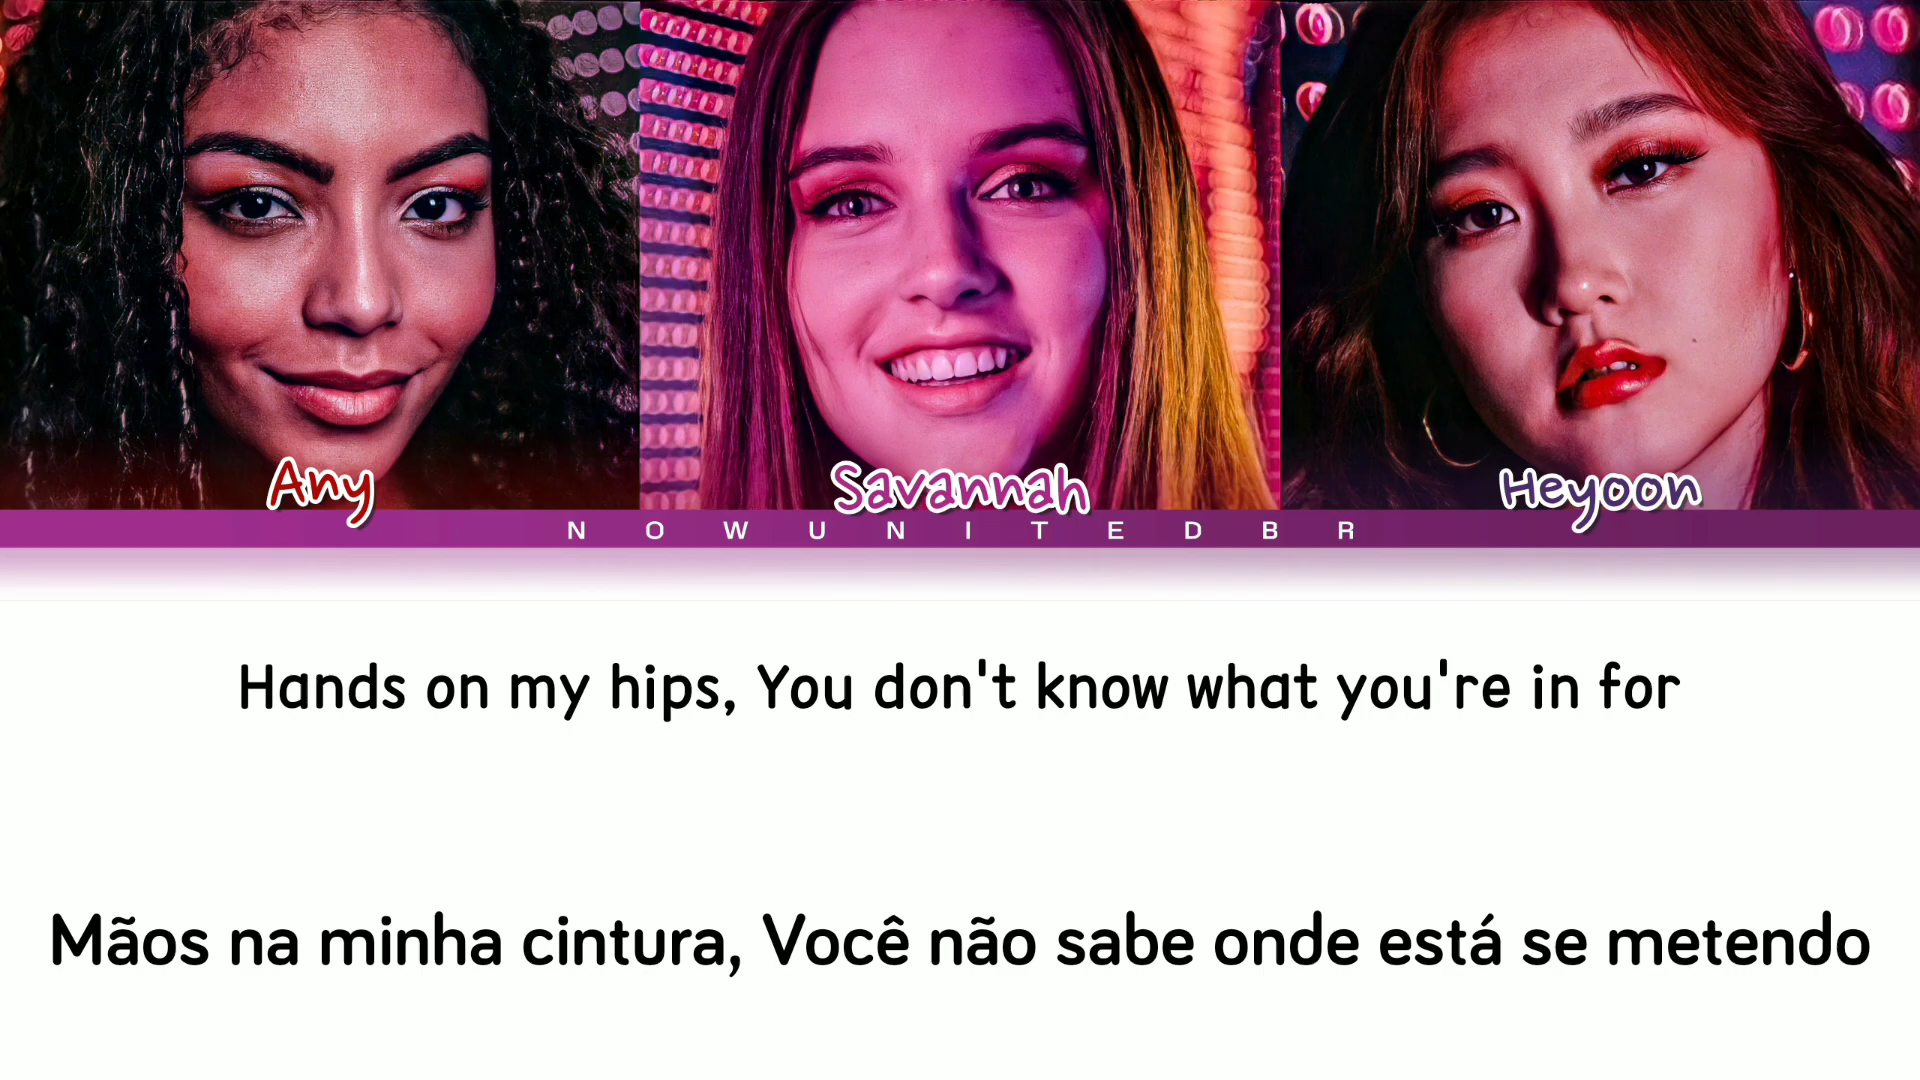 Any
Savannah
Heyoon
NOWUNITEDBR
Hands on my hips, You don't know what you're in for
Mãos na minha cintura, Você não sabe onde está se metendo